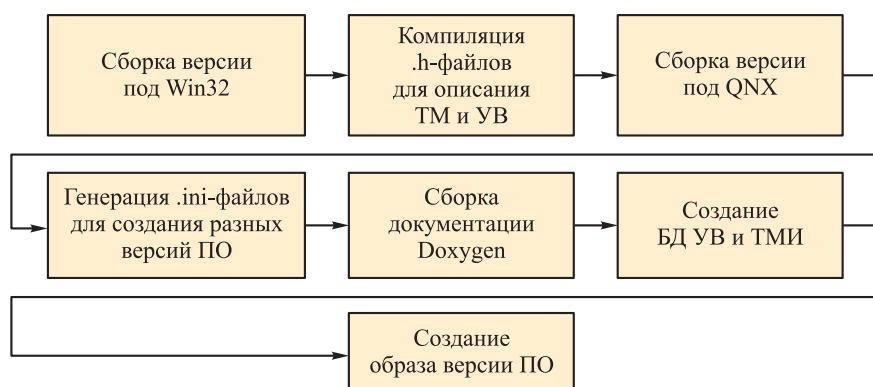 Сборка версии
под Win32
Компиляция
.h-файлов
для описания
ТМ и УВ
Сборка версии
под QNX
Генерация .ini-файлов
для создания разных
версий ПО
Сборка
документации
Doxygen
Создание
БД УВ и ТМИ
Создание
образа версии ПО